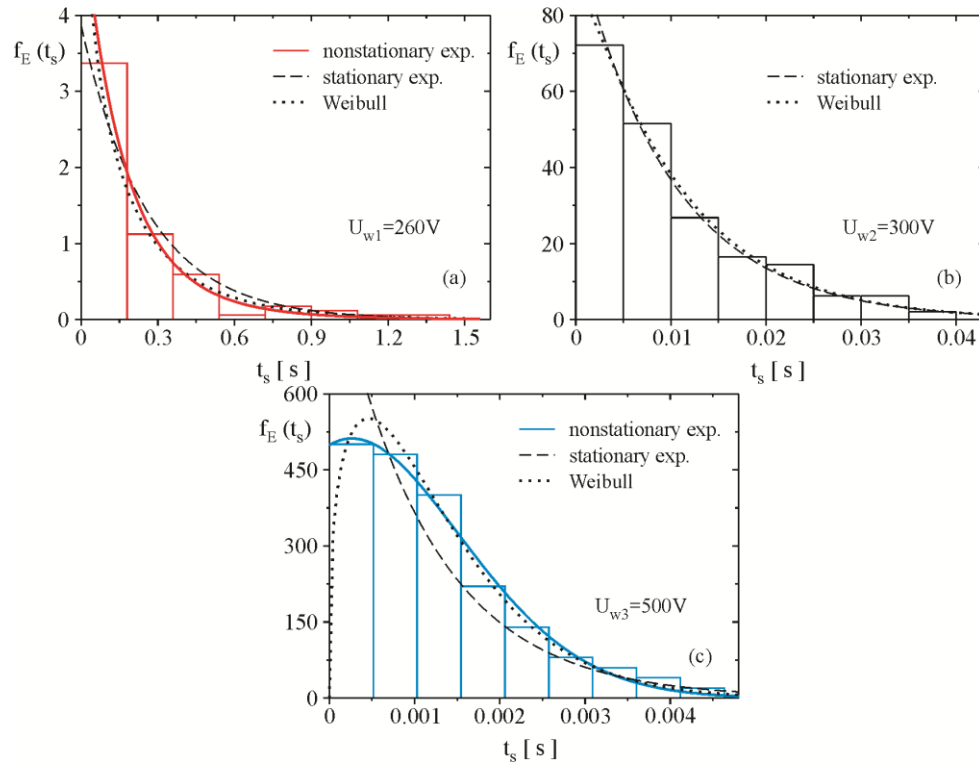 4
3
2
1
0
f_E (t_s)
nonstationary exp.
stationary exp.
Weibull
U_w1=260V
(a)
0 0.3 0.6 0.9 1.2 1.5
t_s [ s ]
80
60
40
20
0
f_E (t_s)
stationary exp.
Weibull
U_w2=300V
(b)
0 0.01 0.02 0.03 0.04
t_s [ s ]
600
450
300
150
0
f_E (t_s)
nonstationary exp.
stationary exp.
Weibull
U_w3=500V
(c)
0 0.001 0.002 0.003 0.004
t_s [ s ]